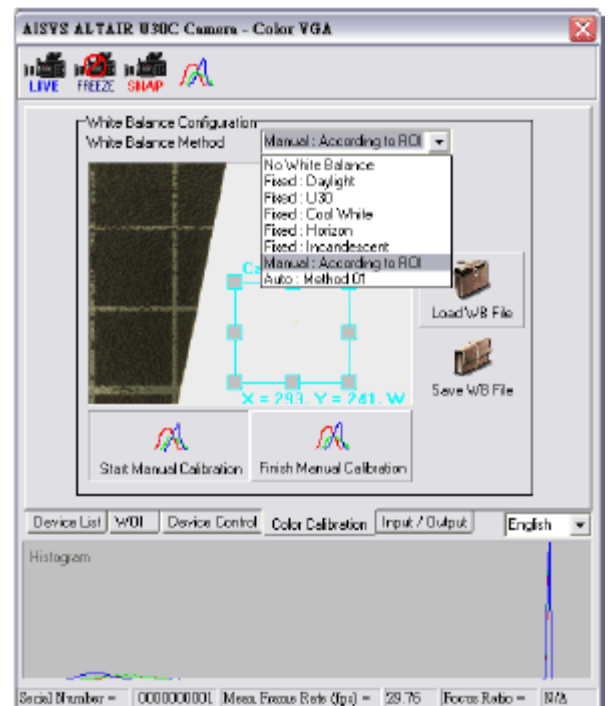 AISYS ALTAIR U30C Camera - Color VGA
LIVE FREEZE SNAP
White Balance Configuration
White Balance Method Manual : According to ROI
No White Balance
Fixed : Daylight
Fixed : U30
Fixed : Cool White
Fixed : Horizon
Fixed : Incandescent
Manual : According to ROI
Auto : Method 01
Load WB File
X = 293, Y = 241, W
Save WB File
Start Manual Calibration Finish Manual Calibration
Device List WOI Device Control Color Calibration Input / Output English
Histogram
Serial Number = 0000000001 Mean Frame Rate (fps) = 29.76 Focus Ratio = N/A